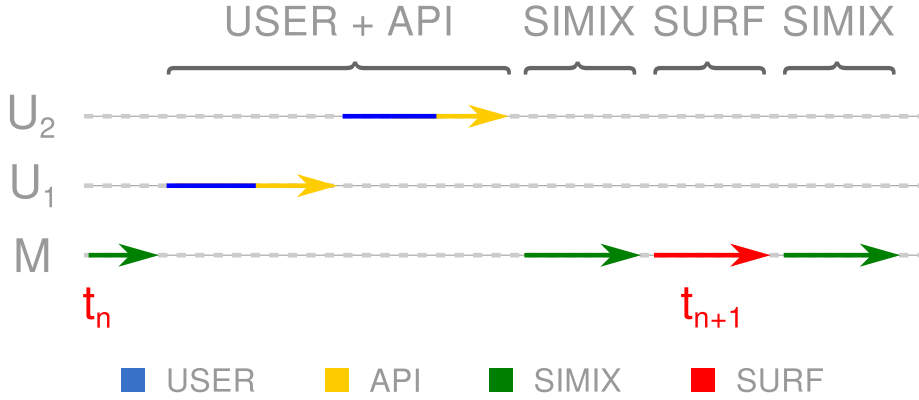 USER + API SIMIX SURF SIMIX
U2
U1
M
tn tn+1
USER API SIMIX SURF